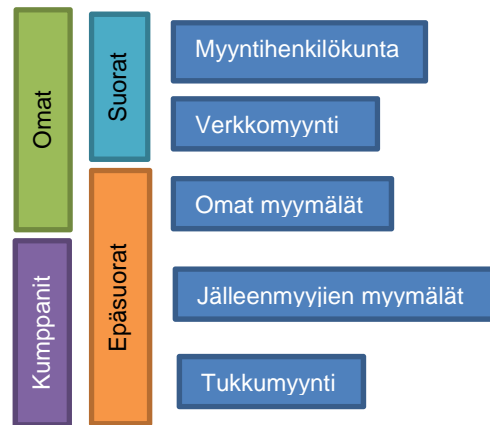 Omat
Suorat
Myyntihenkilökunta
Verkkomyynti
Omat myymälät
Kumppanit
Epäsuorat
Jälleenmyyjien myymälät
Tukkumyynti